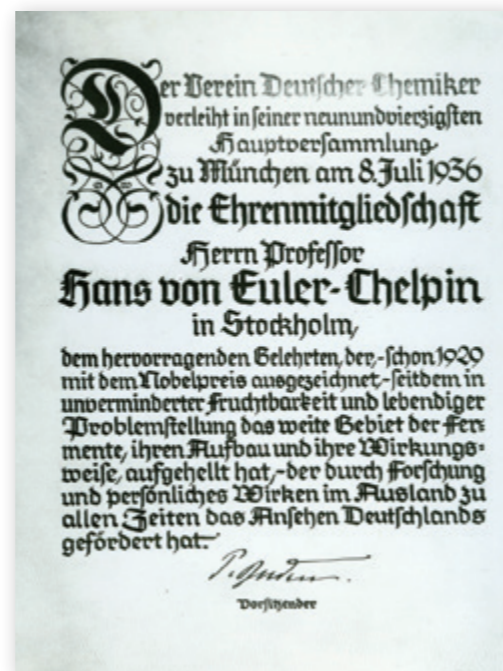 Der Verein Deutscher Chemiker
verleiht in seiner neunundvierzigsten
Hauptversammlung
zu München am 8. Juli 1936
die Ehrenmitgliedschaft
Herrn Professor
Hans von Euler-Chelpin
in Stockholm,
dem hervorragenden Gelehrten, der,-schon 1929
mit dem Nobelpreis ausgezeichnet,-seitdem in
unverminderter Fruchtbarkeit und lebendiger
Problemstellung das weite Gebiet der Fer=
mente, ihren Aufbau und ihre Wirkungs=
weise, aufgehellt hat,-der durch Forschung
und persönliches Wirken im Ausland zu
allen Zeiten das Ansehen Deutschlands
gefördert hat.
Vorsitzender